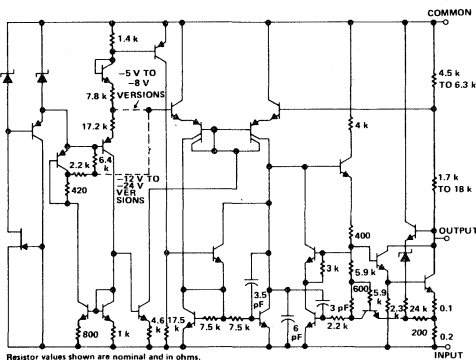 COMMON
1.4 k
-5 V TO
-8 V
VERSIONS
4.5 k
TO 6.3 k
7.8 k
4 k
17.2 k
6.4
k
2.2 k
-12 V TO
-24 V
VER
SIONS
420
1.7 k
TO 18 k
OUTPUT
400
3 k
5.9 k
3.5
pF
600
5.9
k
4.6
k
17.5
k
7.5 k
7.5 k
3 pF
2.3
k
24 k
0.1
800
1 k
6
pF
2.2 k
200
0.2
INPUT
Resistor values shown are nominal and in ohms.